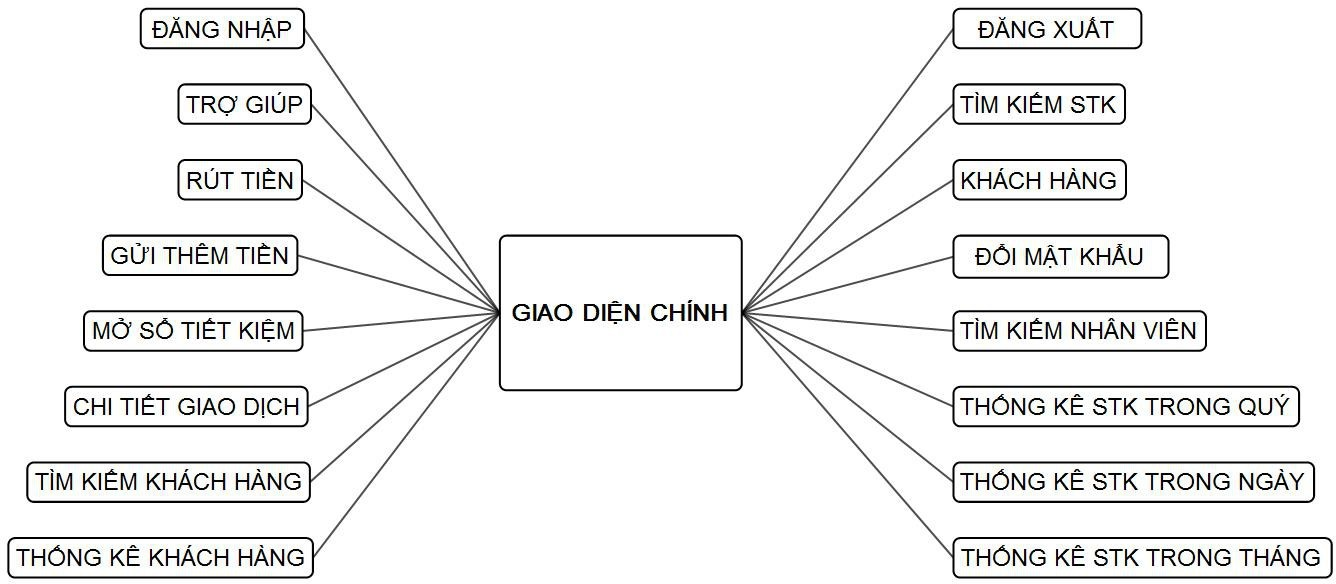 ĐĂNG NHẬP
TRỢ GIÚP
RÚT TIỀN
GỬI THÊM TIỀN
MỞ SỔ TIẾT KIỆM
CHI TIẾT GIAO DỊCH
TÌM KIẾM KHÁCH HÀNG
THỐNG KÊ KHÁCH HÀNG
GIAO DIỆN CHÍNH
ĐĂNG XUẤT
TÌM KIẾM STK
KHÁCH HÀNG
ĐỔI MẬT KHẨU
TÌM KIẾM NHÂN VIÊN
THỐNG KÊ STK TRONG QUÝ
THỐNG KÊ STK TRONG NGÀY
THỐNG KÊ STK TRONG THÁNG